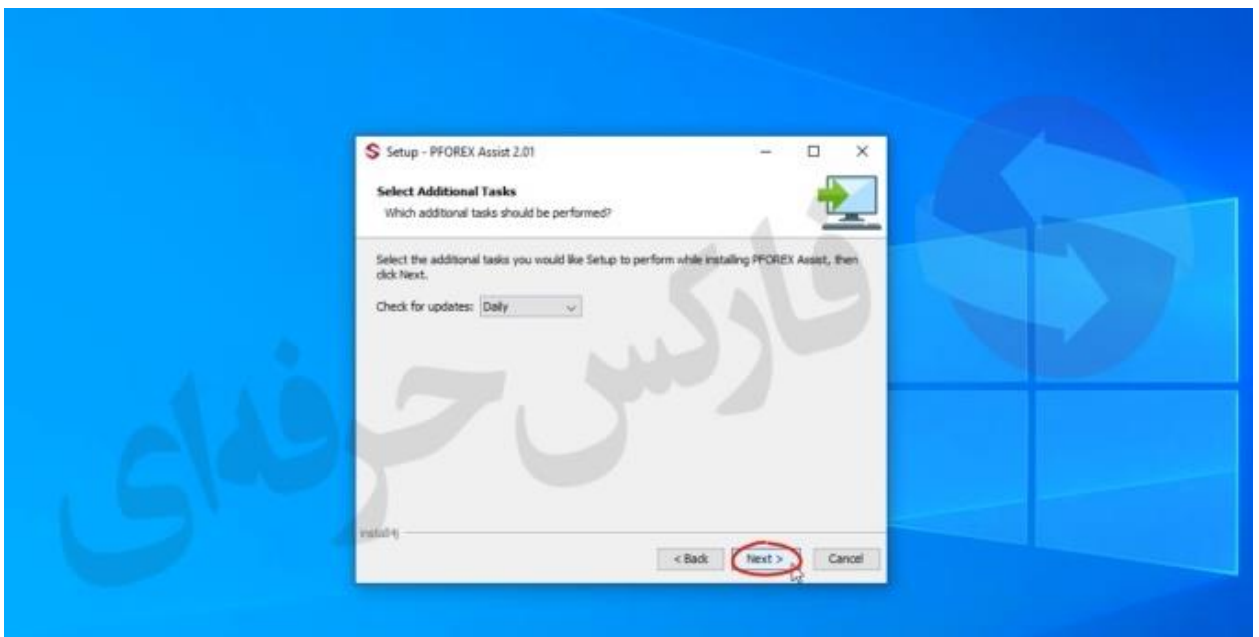 Setup - PFOREX Assist 2.01
Select Additional Tasks
Which additional tasks should be performed?
Select the additional tasks you would like Setup to perform while installing PFOREX Assist, then
click Next.
Check for updates: Daily
install4j
< Back Next > Cancel
فارکس حرفه‌ای